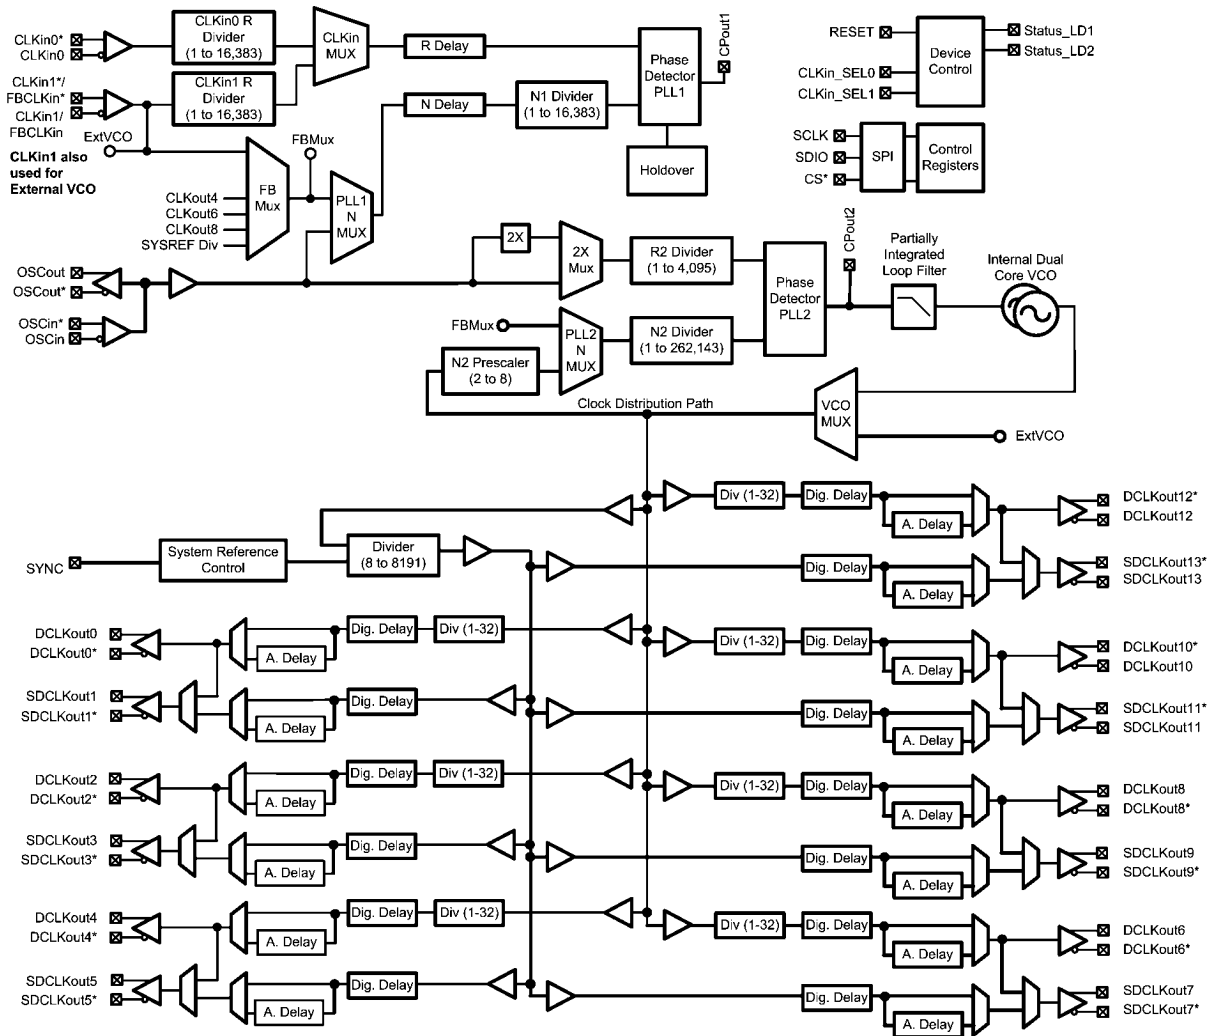 CLKin0*
CLKin0
CLKin0 R
Divider
(1 to 16,383)
CLKin
MUX
R Delay
Phase
Detector
PLL1
CPout1
CLKin1*/
FBCLKin*
CLKin1/
FBCLKin
CLKin1 R
Divider
(1 to 16,383)
N Delay
N1 Divider
(1 to 16,383)
Holdover
RESET
CLKin_SEL0
CLKin_SEL1
Device
Control
Status_LD1
Status_LD2
SCLK
SDIO
CS*
SPI
Control
Registers
ExtVCO
CLKin1 also
used for
External VCO
FBMux
CLKout4
CLKout6
CLKout8
SYSREF Div
FB
Mux
PLL1
N
MUX
OSCout
OSCout*
OSCin*
OSCin
2X
2X
Mux
R2 Divider
(1 to 4,095)
Phase
Detector
PLL2
CPout2
Partially
Integrated
Loop Filter
Internal Dual
Core VCO
FBMux
N2 Prescaler
(2 to 8)
PLL2
N
MUX
N2 Divider
(1 to 262,143)
Clock Distribution Path
VCO
MUX
ExtVCO
Div (1-32)
Dig. Delay
A. Delay
DCLKout12*
DCLKout12
SYNC
System Reference
Control
Divider
(8 to 8191)
Dig. Delay
A. Delay
SDCLKout13*
SDCLKout13
DCLKout0
DCLKout0*
A. Delay
Dig. Delay
Div (1-32)
Div (1-32)
Dig. Delay
A. Delay
DCLKout10*
DCLKout10
SDCLKout1
SDCLKout1*
A. Delay
Dig. Delay
Dig. Delay
A. Delay
SDCLKout11*
SDCLKout11
DCLKout2
DCLKout2*
A. Delay
Dig. Delay
Div (1-32)
Div (1-32)
Dig. Delay
A. Delay
DCLKout8
DCLKout8*
SDCLKout3
SDCLKout3*
A. Delay
Dig. Delay
Dig. Delay
A. Delay
SDCLKout9
SDCLKout9*
DCLKout4
DCLKout4*
A. Delay
Dig. Delay
Div (1-32)
Div (1-32)
Dig. Delay
A. Delay
DCLKout6
DCLKout6*
SDCLKout5
SDCLKout5*
A. Delay
Dig. Delay
Dig. Delay
A. Delay
SDCLKout7
SDCLKout7*